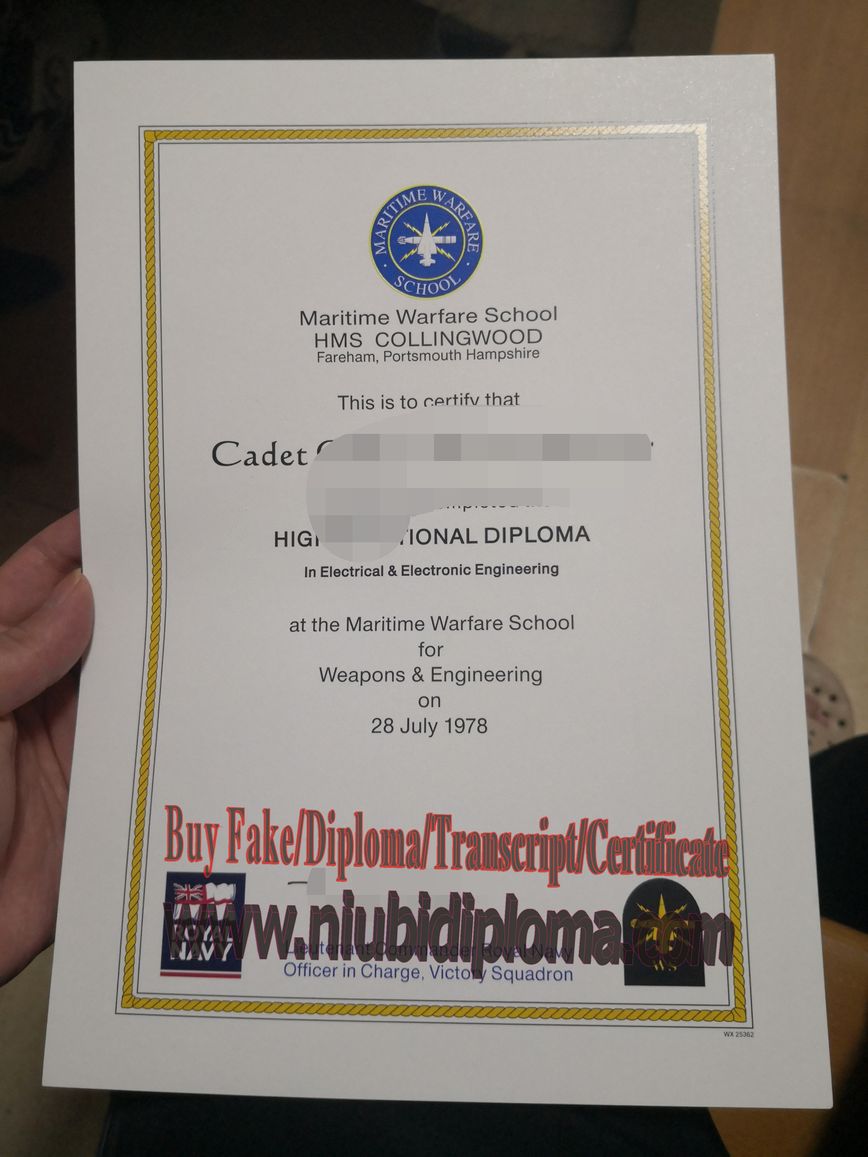 MARITIME WARFARE SCHOOL
Maritime Warfare School
HMS COLLINGWOOD
Fareham, Portsmouth Hampshire
This is to certify that
Cadet
DIPLOMA
In Electrical & Electronic Engineering
at the Maritime Warfare School
for
Weapons & Engineering
on
28 July 1978
Buy Fake/Diploma/Transcript/Certificate
www.niubidiploma.com
ROYAL
NAVY
Lieutenant Commander Royal Navy
Officer in Charge, Victory Squadron
WX 25362